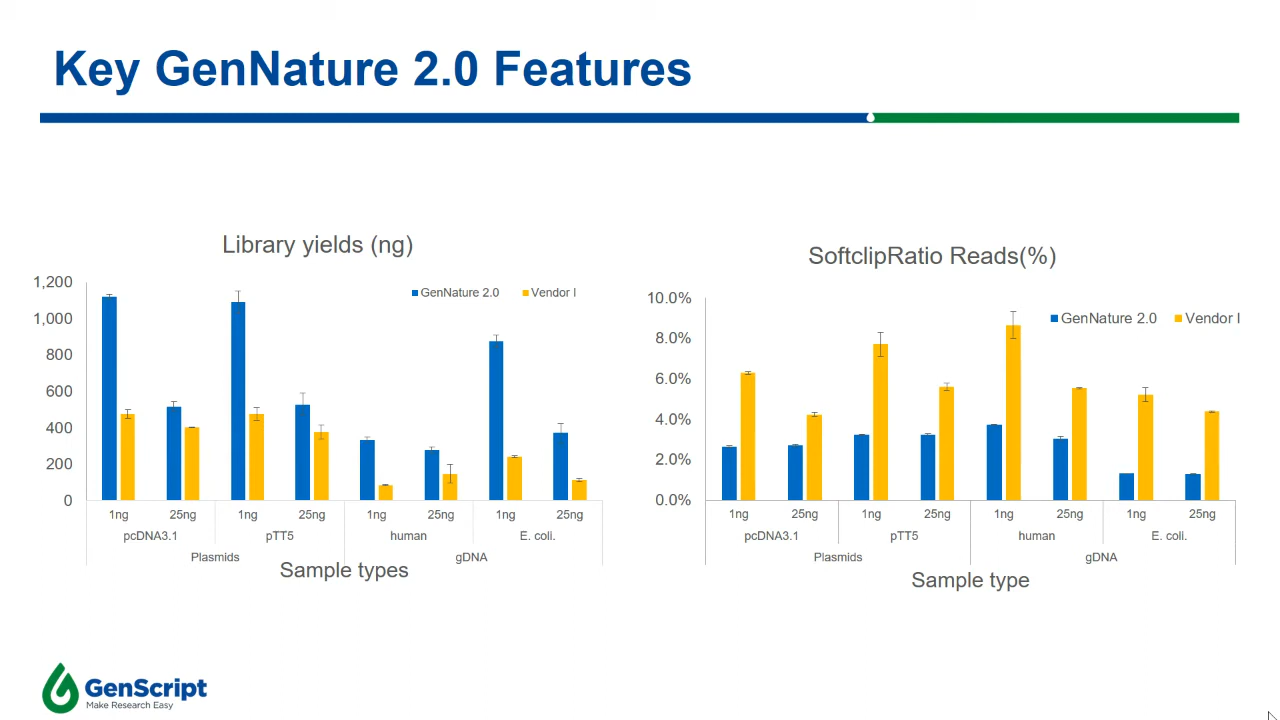 Key GenNature 2.0 Features
Library yields (ng)
1,200
1,000
800
600
400
200
0
GenNature 2.0 Vendor I
1ng 25ng 1ng 25ng 1ng 25ng 1ng 25ng
pcDNA3.1 pTT5 human E. coli.
Plasmids gDNA
Sample types
SoftclipRatio Reads(%)
10.0%
8.0%
6.0%
4.0%
2.0%
0.0%
GenNature 2.0 Vendor I
1ng 25ng 1ng 25ng 1ng 25ng 1ng 25ng
pcDNA3.1 pTT5 human E. coli.
Plasmids gDNA
Sample type
GenScript
Make Research Easy